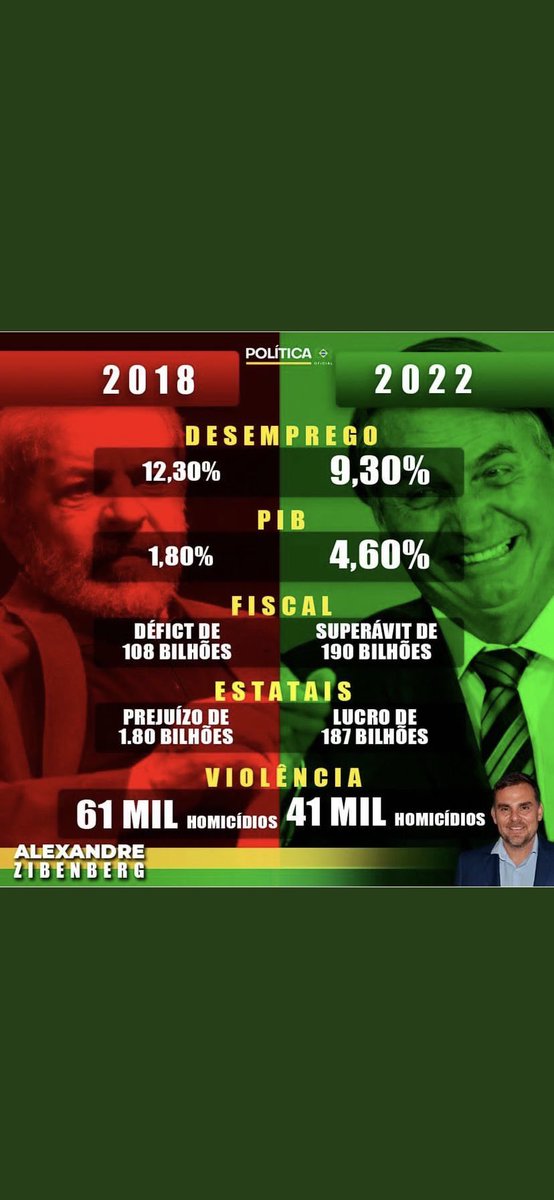 POLÍTICA
OFICIAL
2018 2022
DESEMPREGO
12,30% 9,30%
PIB
1,80% 4,60%
FISCAL
DÉFICT DE
108 BILHÕES
SUPERÁVIT DE
190 BILHÕES
ESTATAIS
PREJUÍZO DE
1.80 BILHÕES
LUCRO DE
187 BILHÕES
VIOLÊNCIA
61 MIL HOMICÍDIOS 41 MIL HOMICÍDIOS
ALEXANDRE
ZIBENBERG